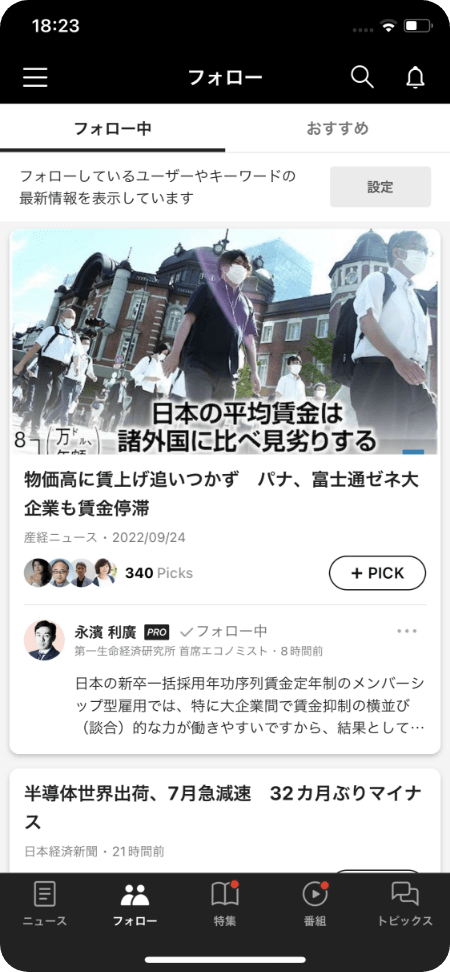 18:23
フォロー
フォロー中
おすすめ
フォローしているユーザーやキーワードの
最新情報を表示しています
設定
日本の平均賃金は
諸外国に比べ見劣りする
8
万
ドル、
物価高に賃上げ追いつかず　パナ、富士通ゼネ大
企業も賃金停滞
産経ニュース・2022/09/24
340 Picks
+ PICK
永濱 利廣 PRO ✓フォロー中
第一生命経済研究所 首席エコノミスト・8時間前
日本の新卒一括採用年功序列賃金定年制のメンバーシ
ップ型雇用では、特に大企業間で賃金抑制の横並び
（談合）的な力が働きやすいですから、結果として…
半導体世界出荷、7月急減速　32カ月ぶりマイナ
ス
日本経済新聞・21時間前
ニュース
フォロー
特集
番組
トピックス